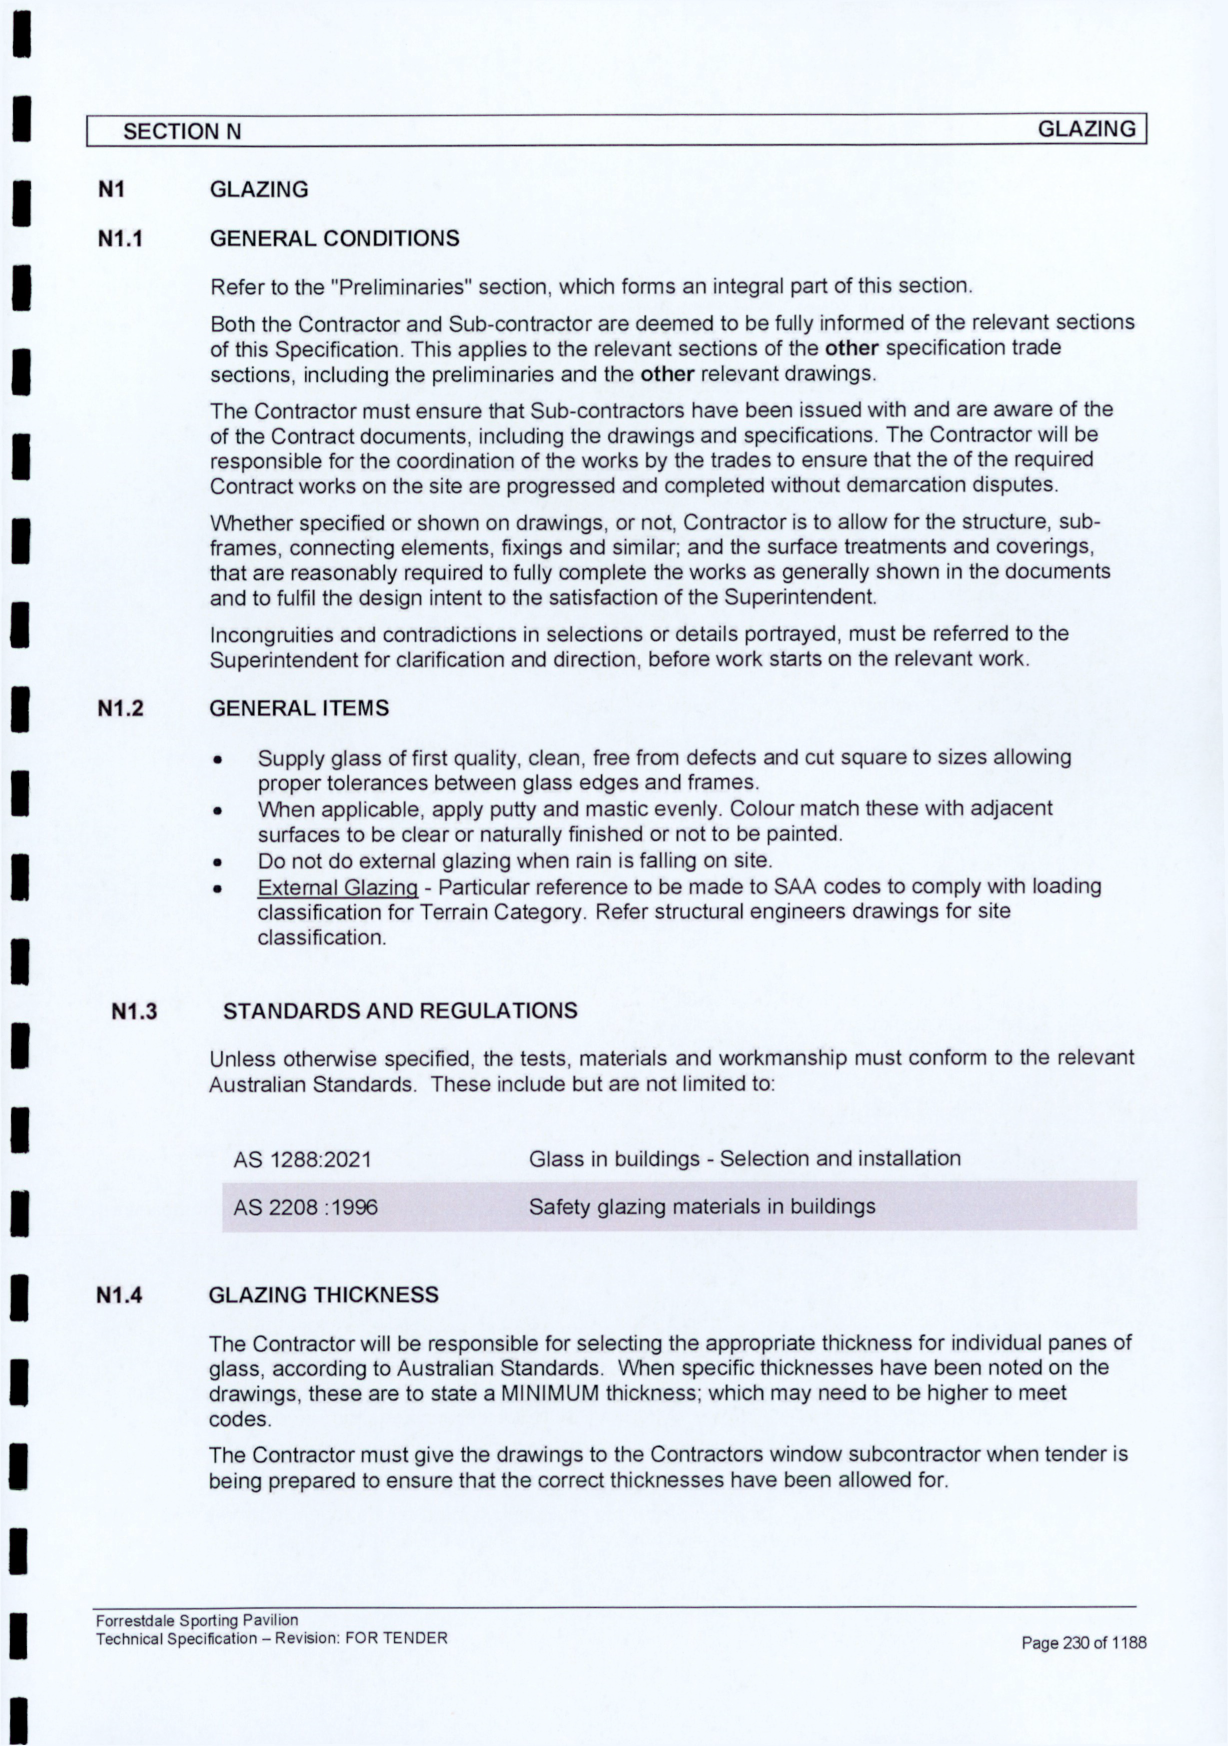 SECTION N GLAZING
N1 GLAZING
N1.1 GENERAL CONDITIONS
Refer to the "Preliminaries" section, which forms an integral part of this section.
Both the Contractor and Sub-contractor are deemed to be fully informed of the relevant sections
of this Specification. This applies to the relevant sections of the other specification trade
sections, including the preliminaries and the other relevant drawings.
The Contractor must ensure that Sub-contractors have been issued with and are aware of the
of the Contract documents, including the drawings and specifications. The Contractor will be
responsible for the coordination of the works by the trades to ensure that the of the required
Contract works on the site are progressed and completed without demarcation disputes.
Whether specified or shown on drawings, or not, Contractor is to allow for the structure, sub-
frames, connecting elements, fixings and similar; and the surface treatments and coverings,
that are reasonably required to fully complete the works as generally shown in the documents
and to fulfil the design intent to the satisfaction of the Superintendent.
Incongruities and contradictions in selections or details portrayed, must be referred to the
Superintendent for clarification and direction, before work starts on the relevant work.
N1.2 GENERAL ITEMS
• Supply glass of first quality, clean, free from defects and cut square to sizes allowing
proper tolerances between glass edges and frames.
• When applicable, apply putty and mastic evenly. Colour match these with adjacent
surfaces to be clear or naturally finished or not to be painted.
• Do not do external glazing when rain is falling on site.
• External Glazing - Particular reference to be made to SAA codes to comply with loading
classification for Terrain Category. Refer structural engineers drawings for site
classification.
N1.3 STANDARDS AND REGULATIONS
Unless otherwise specified, the tests, materials and workmanship must conform to the relevant
Australian Standards. These include but are not limited to:
AS 1288:2021 Glass in buildings - Selection and installation
AS 2208 :1996 Safety glazing materials in buildings
N1.4 GLAZING THICKNESS
The Contractor will be responsible for selecting the appropriate thickness for individual panes of
glass, according to Australian Standards. When specific thicknesses have been noted on the
drawings, these are to state a MINIMUM thickness; which may need to be higher to meet
codes.
The Contractor must give the drawings to the Contractors window subcontractor when tender is
being prepared to ensure that the correct thicknesses have been allowed for.
Forrestdale Sporting Pavilion
Technical Specification – Revision: FOR TENDER
Page 230 of 1188